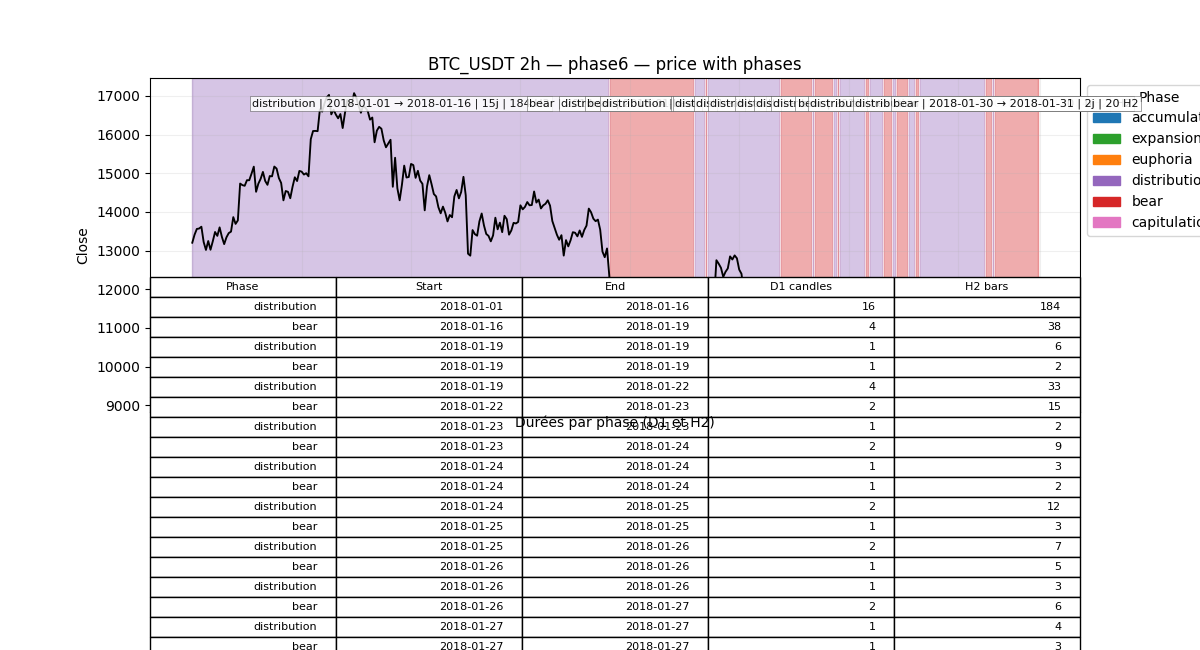 BTC_USDT 2h — phase6 — price with phases
distribution | 2018-01-01 → 2018-01-16 | 15j | 184
bear
bear | 2018-01-30 → 2018-01-31 | 2j | 20 H2
Close
17000
16000
15000
14000
13000
12000
11000
10000
9000
Phase
accumulat
expansion
euphoria
distributio
bear
capitulatio
Durées par phase (D1 et H2)
Phase Start End D1 candles H2 bars
distribution 2018-01-01 2018-01-16 16 184
bear 2018-01-16 2018-01-19 4 38
distribution 2018-01-19 2018-01-19 1 6
bear 2018-01-19 2018-01-19 1 2
distribution 2018-01-19 2018-01-22 4 33
bear 2018-01-22 2018-01-23 2 15
distribution 2018-01-23 2018-01-23 1 2
bear 2018-01-23 2018-01-24 2 9
distribution 2018-01-24 2018-01-24 1 3
bear 2018-01-24 2018-01-24 1 2
distribution 2018-01-24 2018-01-25 2 12
bear 2018-01-25 2018-01-25 1 3
distribution 2018-01-25 2018-01-26 2 7
bear 2018-01-26 2018-01-26 1 5
distribution 2018-01-26 2018-01-26 1 3
bear 2018-01-26 2018-01-27 2 6
distribution 2018-01-27 2018-01-27 1 4
bear 2018-01-27 2018-01-27 1 3